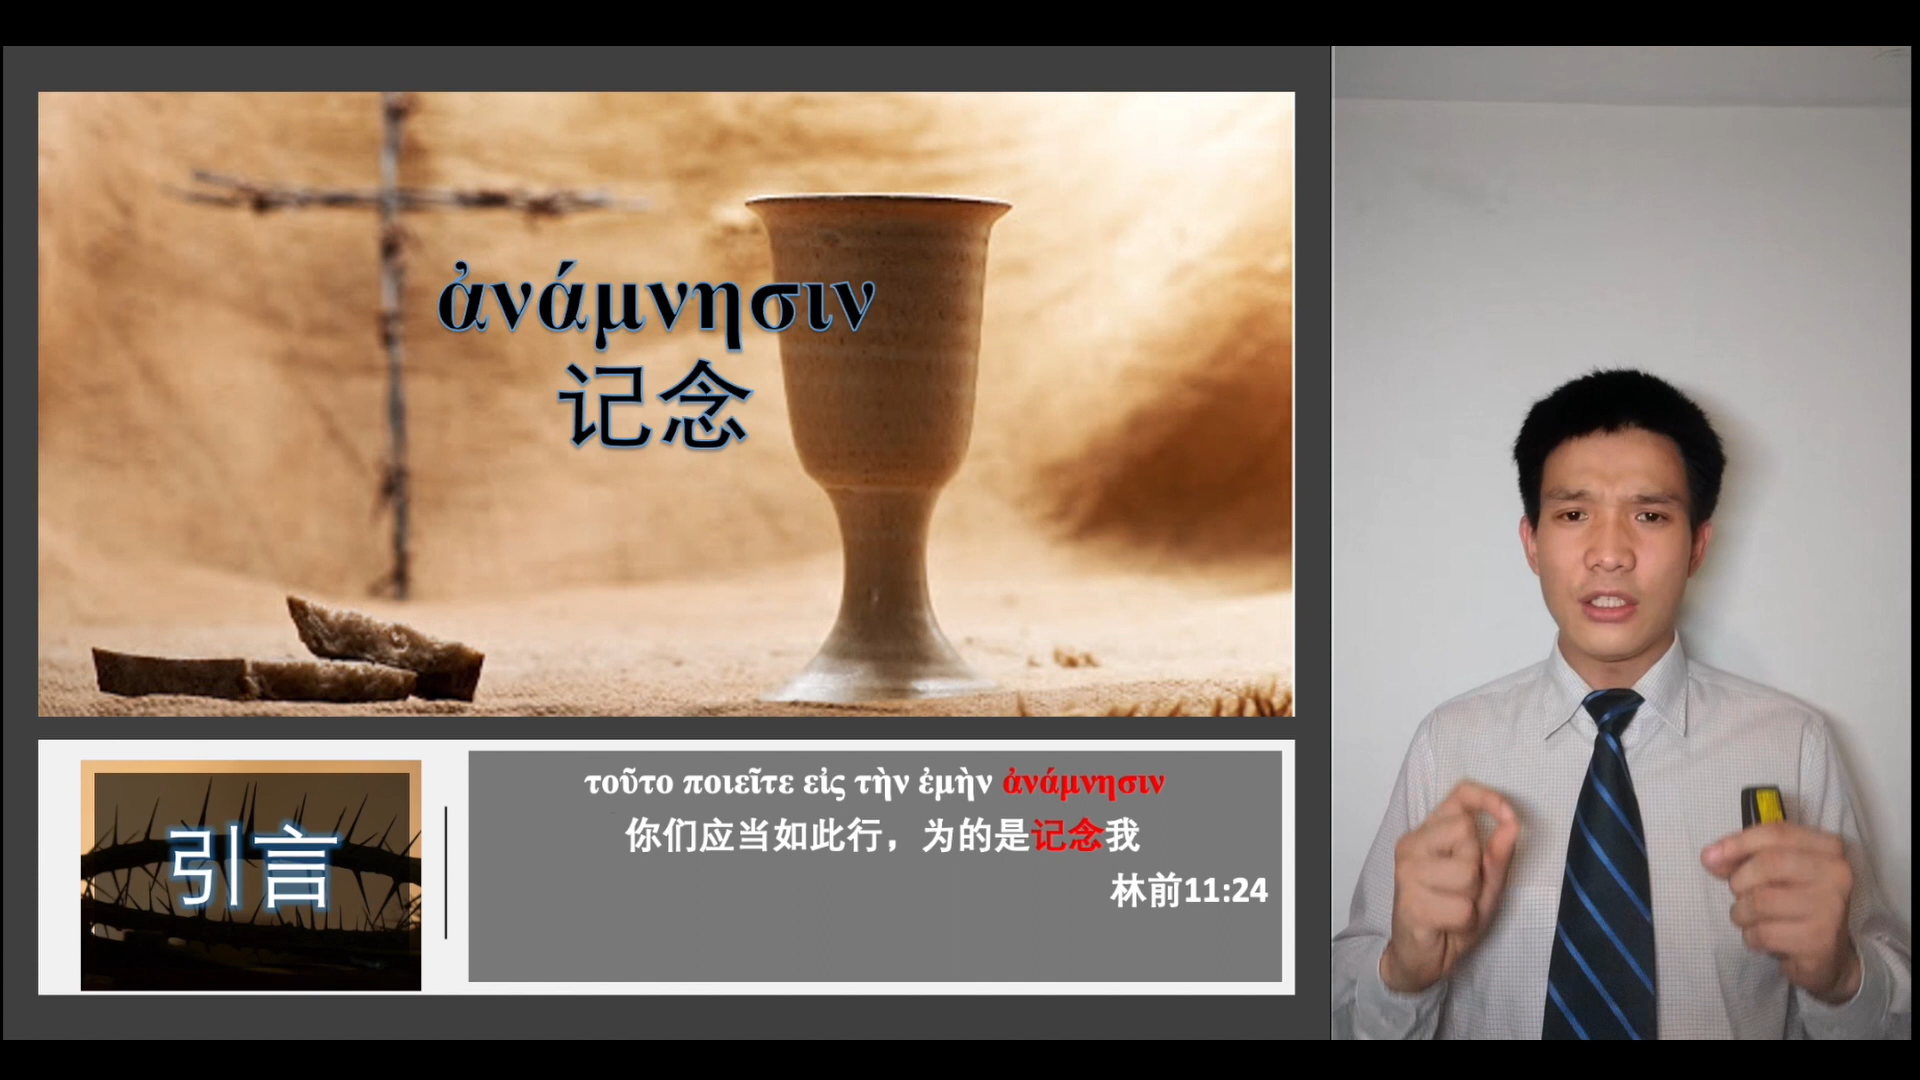 ἀνάμνησιν
记念
引言
τοῦτο ποιεῖτε εἰς τὴν ἐμὴν ἀνάμνησιν
你们应当如此行，为的是记念我
林前11:24